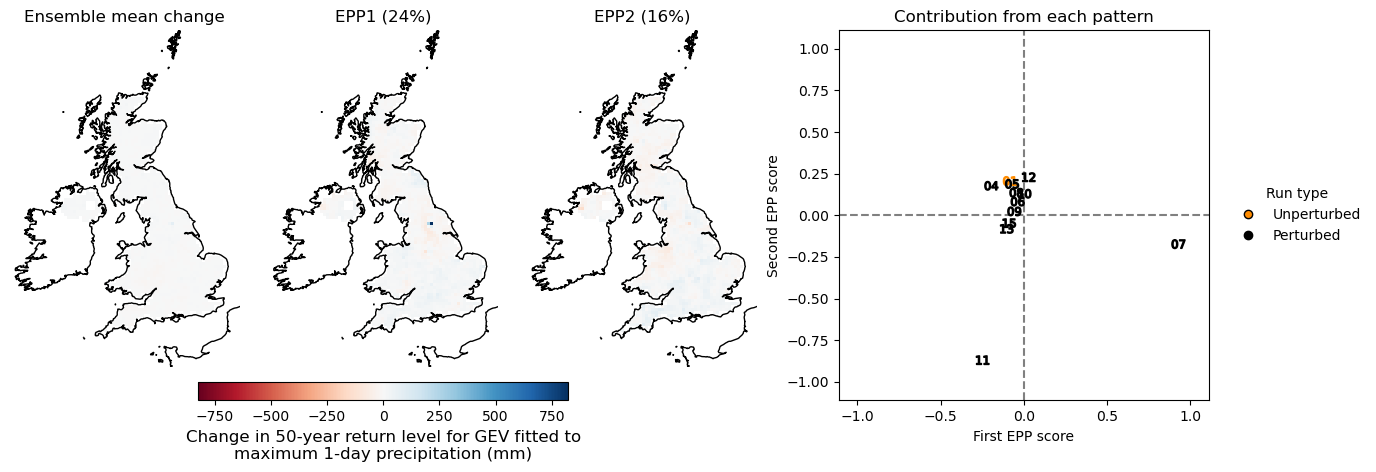 Ensemble mean change
EPP1 (24%)
EPP2 (16%)
Contribution from each pattern
−750 −500 −250 0 250 500 750
Change in 50-year return level for GEV fitted to
maximum 1-day precipitation (mm)
Second EPP score
1.00
0.75
0.50
0.25
0.00
−0.25
−0.50
−0.75
−1.00
12
04
05
10
06
09
15
13
07
11
−1.0 −0.5 0.0 0.5 1.0
First EPP score
Run type
Unperturbed
Perturbed